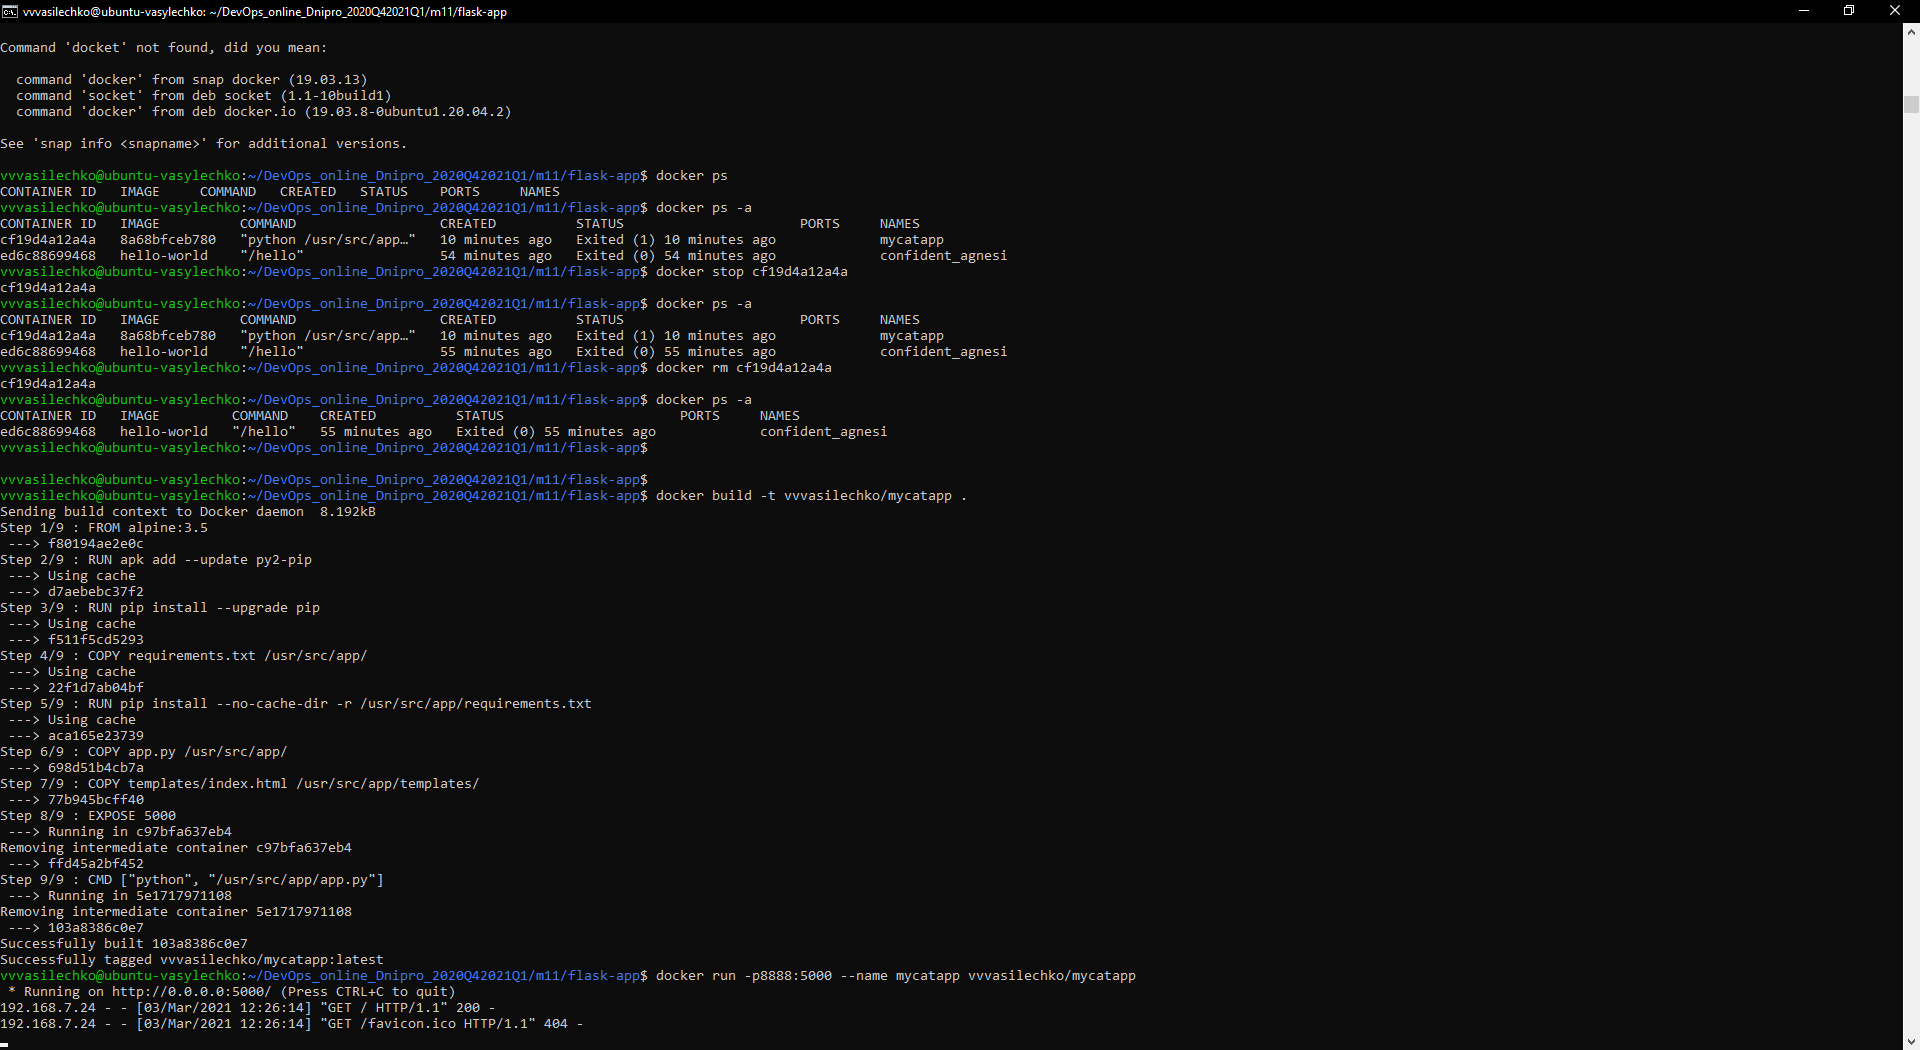 vvvasilechko@ubuntu-vasylechko: ~/DevOps_online_Dnipro_2020Q42021Q1/m11/flask-app
Command 'docket' not found, did you mean:
  command 'docker' from snap docker (19.03.13)
  command 'socket' from deb socket (1.1-10build1)
  command 'docker' from deb docker.io (19.03.8-0ubuntu1.20.04.2)
See 'snap info <snapname>' for additional versions.
vvvasilechko@ubuntu-vasylechko:~/DevOps_online_Dnipro_2020Q42021Q1/m11/flask-app$ docker ps
CONTAINER ID   IMAGE     COMMAND   CREATED   STATUS    PORTS     NAMES
vvvasilechko@ubuntu-vasylechko:~/DevOps_online_Dnipro_2020Q42021Q1/m11/flask-app$ docker ps -a
CONTAINER ID   IMAGE          COMMAND                  CREATED          STATUS                      PORTS     NAMES
cf19d4a12a4a   8a68bfceb780   "python /usr/src/app…"   10 minutes ago   Exited (1) 10 minutes ago             mycatapp
ed6c88699468   hello-world    "/hello"                 54 minutes ago   Exited (0) 54 minutes ago             confident_agnesi
vvvasilechko@ubuntu-vasylechko:~/DevOps_online_Dnipro_2020Q42021Q1/m11/flask-app$ docker stop cf19d4a12a4a
cf19d4a12a4a
vvvasilechko@ubuntu-vasylechko:~/DevOps_online_Dnipro_2020Q42021Q1/m11/flask-app$ docker ps -a
CONTAINER ID   IMAGE          COMMAND                  CREATED          STATUS                      PORTS     NAMES
cf19d4a12a4a   8a68bfceb780   "python /usr/src/app…"   10 minutes ago   Exited (1) 10 minutes ago             mycatapp
ed6c88699468   hello-world    "/hello"                 55 minutes ago   Exited (0) 55 minutes ago             confident_agnesi
vvvasilechko@ubuntu-vasylechko:~/DevOps_online_Dnipro_2020Q42021Q1/m11/flask-app$ docker rm cf19d4a12a4a
cf19d4a12a4a
vvvasilechko@ubuntu-vasylechko:~/DevOps_online_Dnipro_2020Q42021Q1/m11/flask-app$ docker ps -a
CONTAINER ID   IMAGE         COMMAND    CREATED          STATUS                      PORTS     NAMES
ed6c88699468   hello-world   "/hello"   55 minutes ago   Exited (0) 55 minutes ago             confident_agnesi
vvvasilechko@ubuntu-vasylechko:~/DevOps_online_Dnipro_2020Q42021Q1/m11/flask-app$
vvvasilechko@ubuntu-vasylechko:~/DevOps_online_Dnipro_2020Q42021Q1/m11/flask-app$
vvvasilechko@ubuntu-vasylechko:~/DevOps_online_Dnipro_2020Q42021Q1/m11/flask-app$ docker build -t vvvasilechko/mycatapp .
Sending build context to Docker daemon  8.192kB
Step 1/9 : FROM alpine:3.5
 ---> f80194ae2e0c
Step 2/9 : RUN apk add --update py2-pip
 ---> Using cache
 ---> d7aebebc37f2
Step 3/9 : RUN pip install --upgrade pip
 ---> Using cache
 ---> f511f5cd5293
Step 4/9 : COPY requirements.txt /usr/src/app/
 ---> Using cache
 ---> 22f1d7ab04bf
Step 5/9 : RUN pip install --no-cache-dir -r /usr/src/app/requirements.txt
 ---> Using cache
 ---> aca165e23739
Step 6/9 : COPY app.py /usr/src/app/
 ---> 698d51b4cb7a
Step 7/9 : COPY templates/index.html /usr/src/app/templates/
 ---> 77b945bcff40
Step 8/9 : EXPOSE 5000
 ---> Running in c97bfa637eb4
Removing intermediate container c97bfa637eb4
 ---> ffd45a2bf452
Step 9/9 : CMD ["python", "/usr/src/app/app.py"]
 ---> Running in 5e1717971108
Removing intermediate container 5e1717971108
 ---> 103a8386c0e7
Successfully built 103a8386c0e7
Successfully tagged vvvasilechko/mycatapp:latest
vvvasilechko@ubuntu-vasylechko:~/DevOps_online_Dnipro_2020Q42021Q1/m11/flask-app$ docker run -p8888:5000 --name mycatapp vvvasilechko/mycatapp
 * Running on http://0.0.0.0:5000/ (Press CTRL+C to quit)
192.168.7.24 - - [03/Mar/2021 12:26:14] "GET / HTTP/1.1" 200 -
192.168.7.24 - - [03/Mar/2021 12:26:14] "GET /favicon.ico HTTP/1.1" 404 -